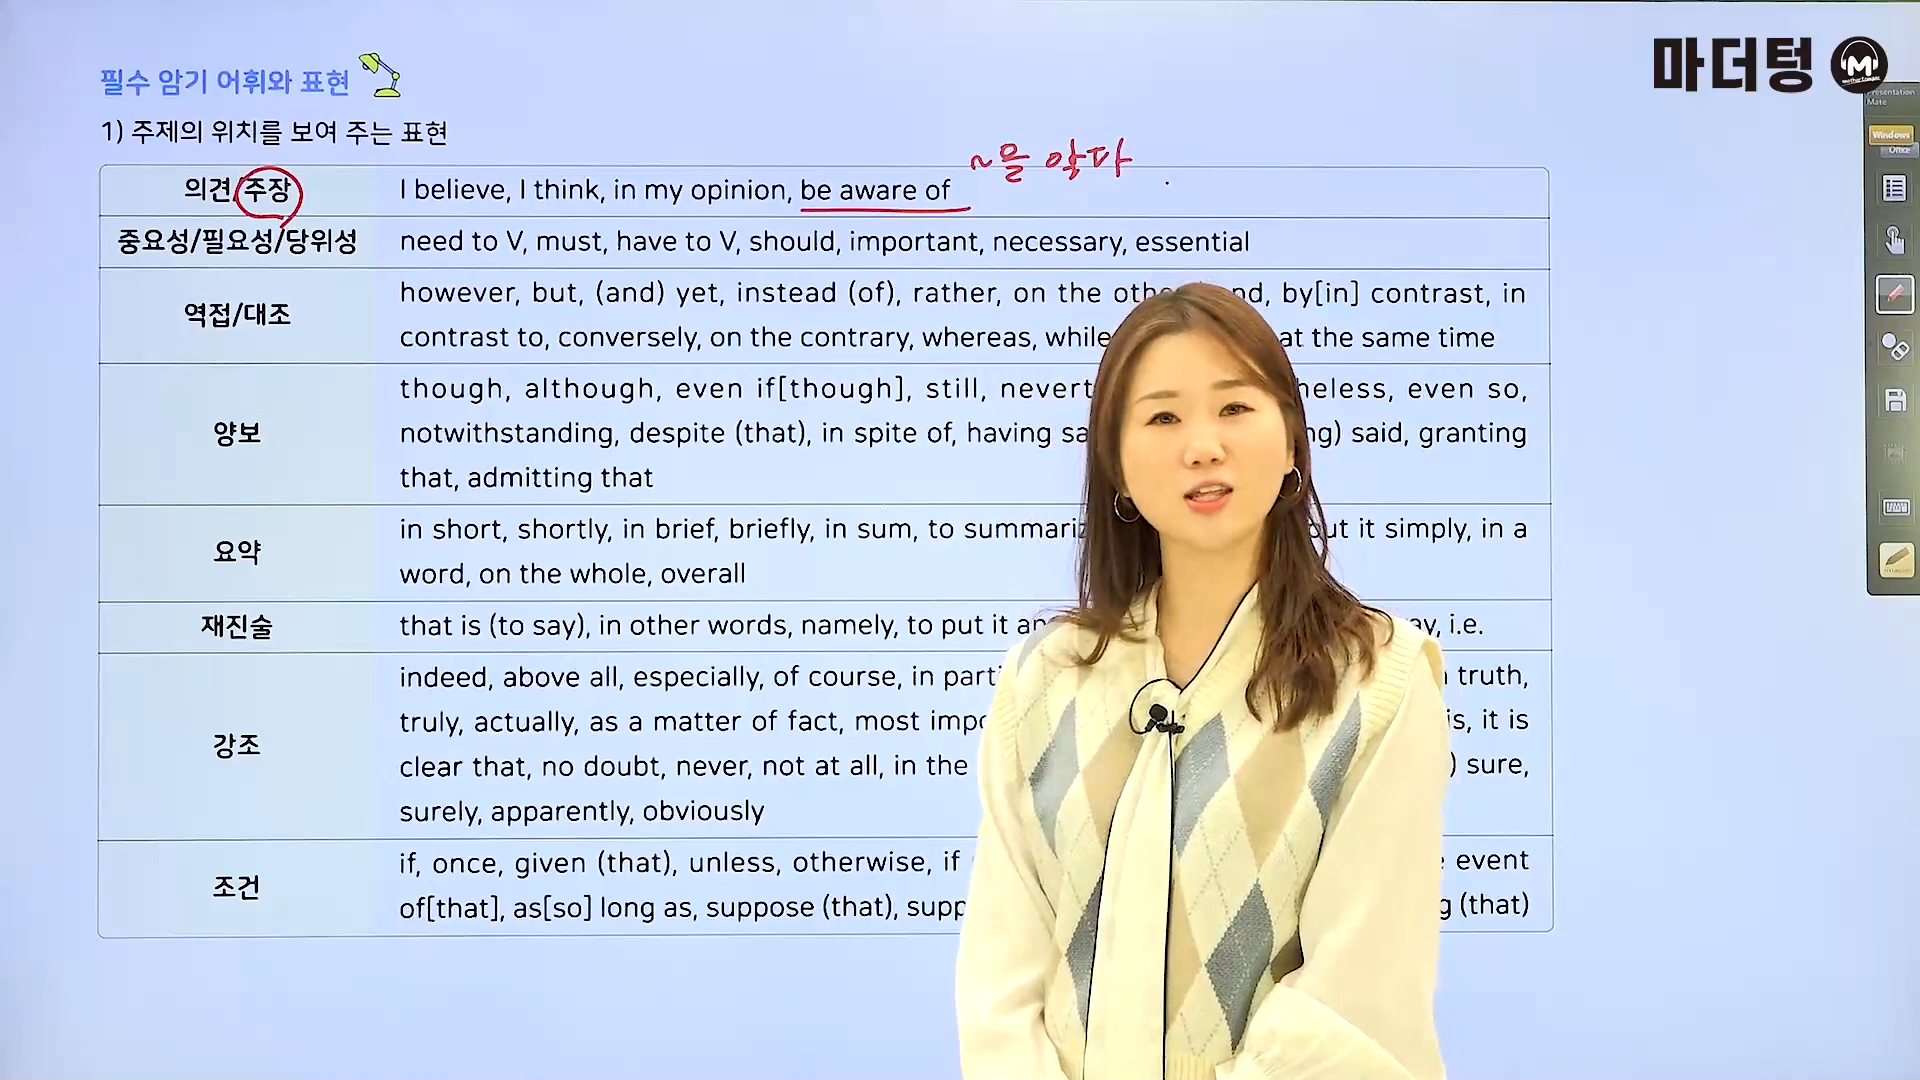 마더텅
M
Presentation
Mate
Windows
Office
필수 암기 어휘와 표현
1) 주제의 위치를 보여 주는 표현
~을 알다
의견/주장 I believe, I think, in my opinion, be aware of
중요성/필요성/당위성 need to V, must, have to V, should, important, necessary, essential
역접/대조 however, but, (and) yet, instead (of), rather, on the oth nd, by[in] contrast, in
contrast to, conversely, on the contrary, whereas, while at the same time
양보 though, although, even if[though], still, nevert heless, even so,
notwithstanding, despite (that), in spite of, having sa ng) said, granting
that, admitting that
요약 in short, shortly, in brief, briefly, in sum, to summariz put it simply, in a
word, on the whole, overall
재진술 that is (to say), in other words, namely, to put it an ay, i.e.
강조 indeed, above all, especially, of course, in parti truth,
truly, actually, as a matter of fact, most impo is, it is
clear that, no doubt, never, not at all, in the ) sure,
surely, apparently, obviously
조건 if, once, given (that), unless, otherwise, if event
of[that], as[so] long as, suppose (that), supp g (that)